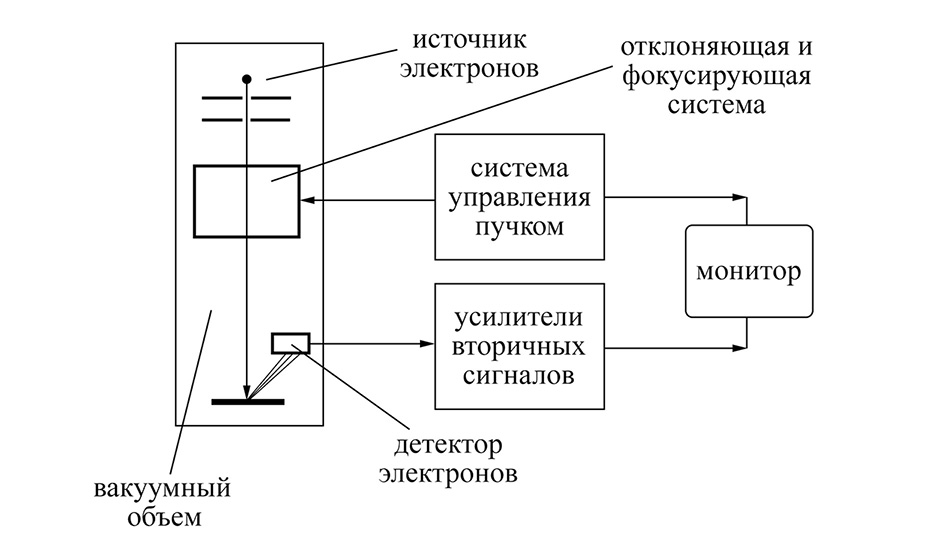 источник
электронов
отклоняющая и
фокусирующая
система
система
управления
пучком
монитор
усилители
вторичных
сигналов
детектор
электронов
вакуумный
объем